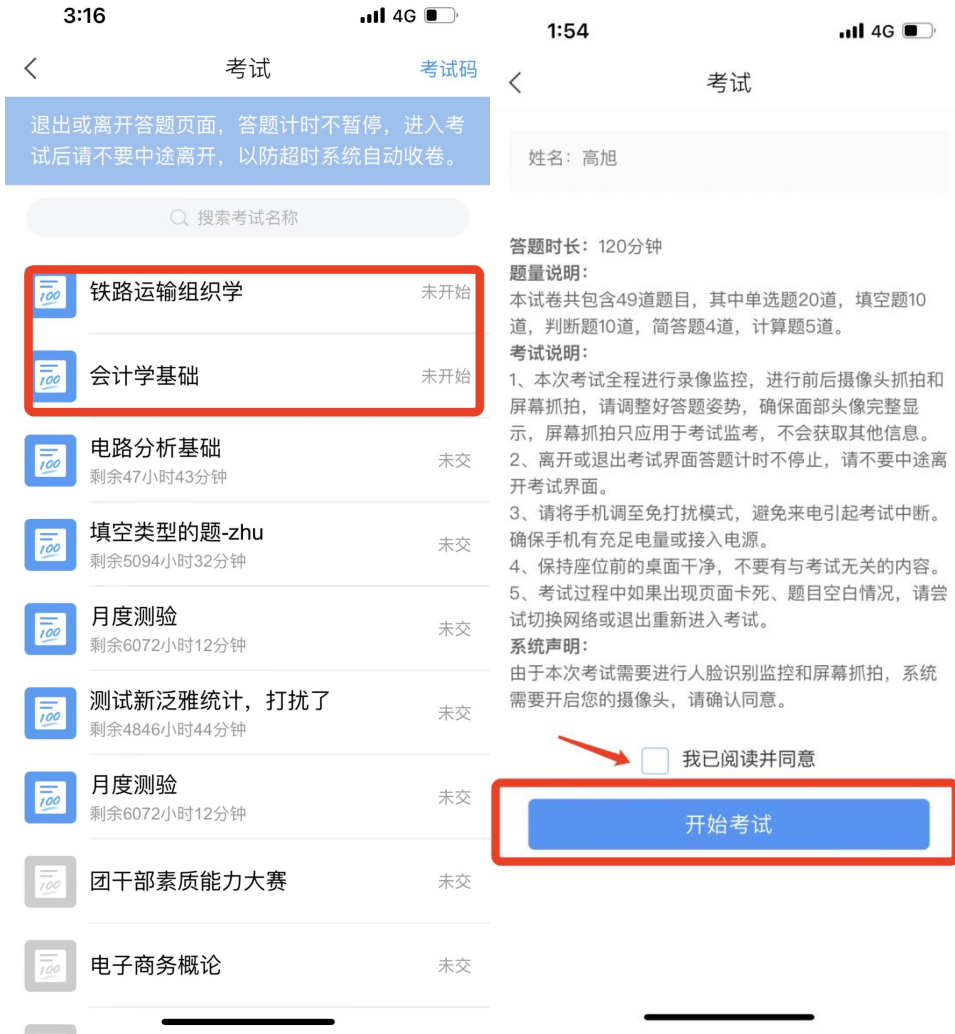 3:16
4G
考试
考试码
退出或离开答题页面，答题计时不暂停，进入考
试后请不要中途离开，以防超时系统自动收卷。
搜索考试名称
100
铁路运输组织学
未开始
100
会计学基础
未开始
100
电路分析基础
剩余47小时43分钟
未交
100
填空类型的题-zhu
剩余5094小时32分钟
未交
100
月度测验
剩余6072小时12分钟
未交
100
测试新泛雅统计，打扰了
剩余4846小时44分钟
未交
100
月度测验
剩余6072小时12分钟
未交
100
团干部素质能力大赛
未交
100
电子商务概论
未交
1:54
4G
考试
姓名：高旭
答题时长：120分钟
题量说明：
本试卷共包含49道题目，其中单选题20道，填空题10
道，判断题10道，简答题4道，计算题5道。
考试说明：
1、本次考试全程进行录像监控，进行前后摄像头抓拍和
屏幕抓拍，请调整好答题姿势，确保面部头像完整显
示，屏幕抓拍只应用于考试监考，不会获取其他信息。
2、离开或退出考试界面答题计时不停止，请不要中途离
开考试界面。
3、请将手机调至免打扰模式，避免来电引起考试中断。
确保手机有充足电量或接入电源。
4、保持座位前的桌面干净，不要有与考试无关的内容。
5、考试过程中如果出现页面卡死、题目空白情况，请尝
试切换网络或退出重新进入考试。
系统声明：
由于本次考试需要进行人脸识别监控和屏幕抓拍，系统
需要开启您的摄像头，请确认同意。
我已阅读并同意
开始考试